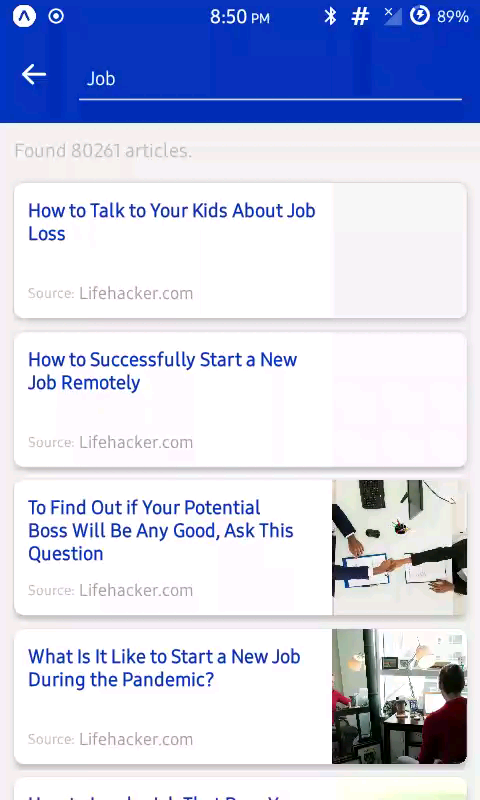 8:50 PM
89%
Job
Found 80261 articles.
How to Talk to Your Kids About Job
Loss
Source: Lifehacker.com
How to Successfully Start a New
Job Remotely
Source: Lifehacker.com
To Find Out if Your Potential
Boss Will Be Any Good, Ask This
Question
Source: Lifehacker.com
What Is It Like to Start a New Job
During the Pandemic?
Source: Lifehacker.com